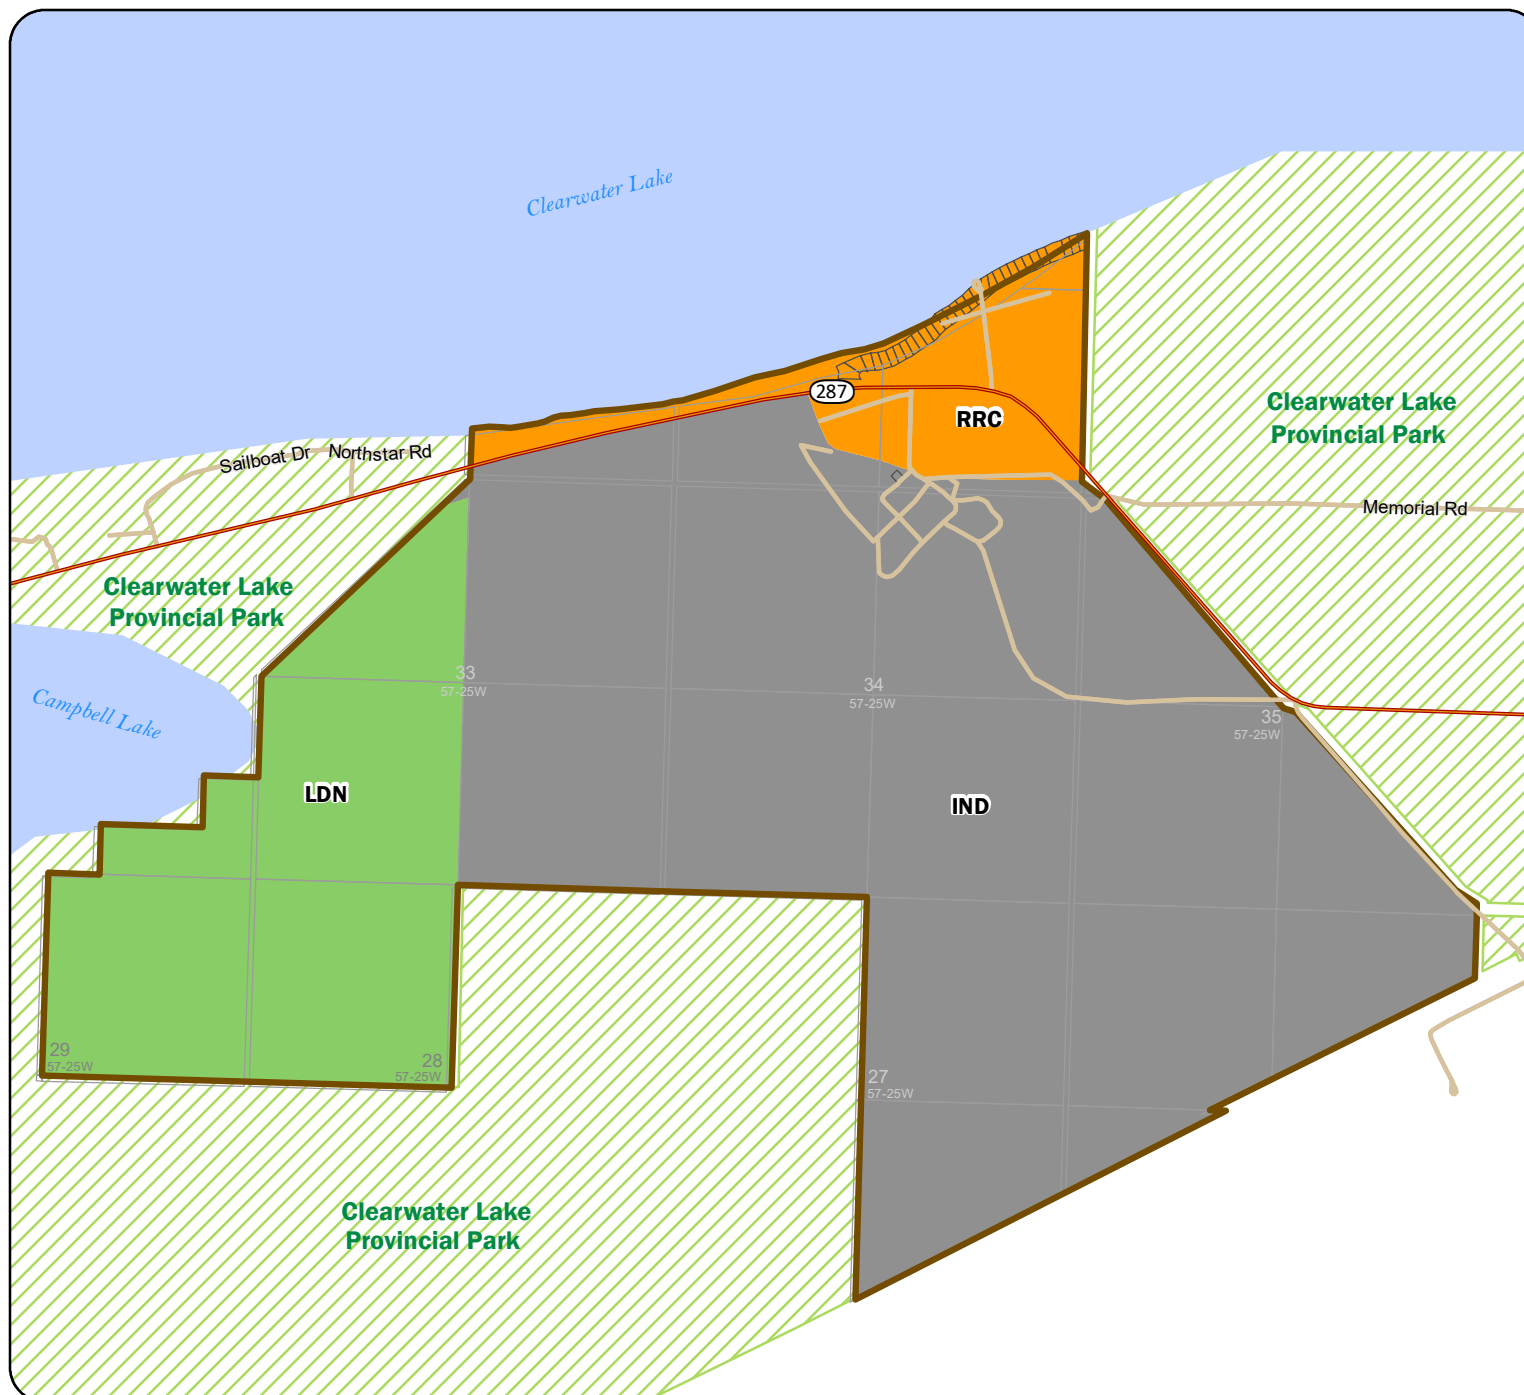 Clearwater Lake
287
RRC
Clearwater Lake
Provincial Park
Sailboat Dr
Northstar Rd
Memorial Rd
Clearwater Lake
Provincial Park
33
57-25W
34
57-25W
Campbell Lake
35
57-25W
LDN
IND
29
57-25W
28
57-25W
27
57-25W
Clearwater Lake
Provincial Park